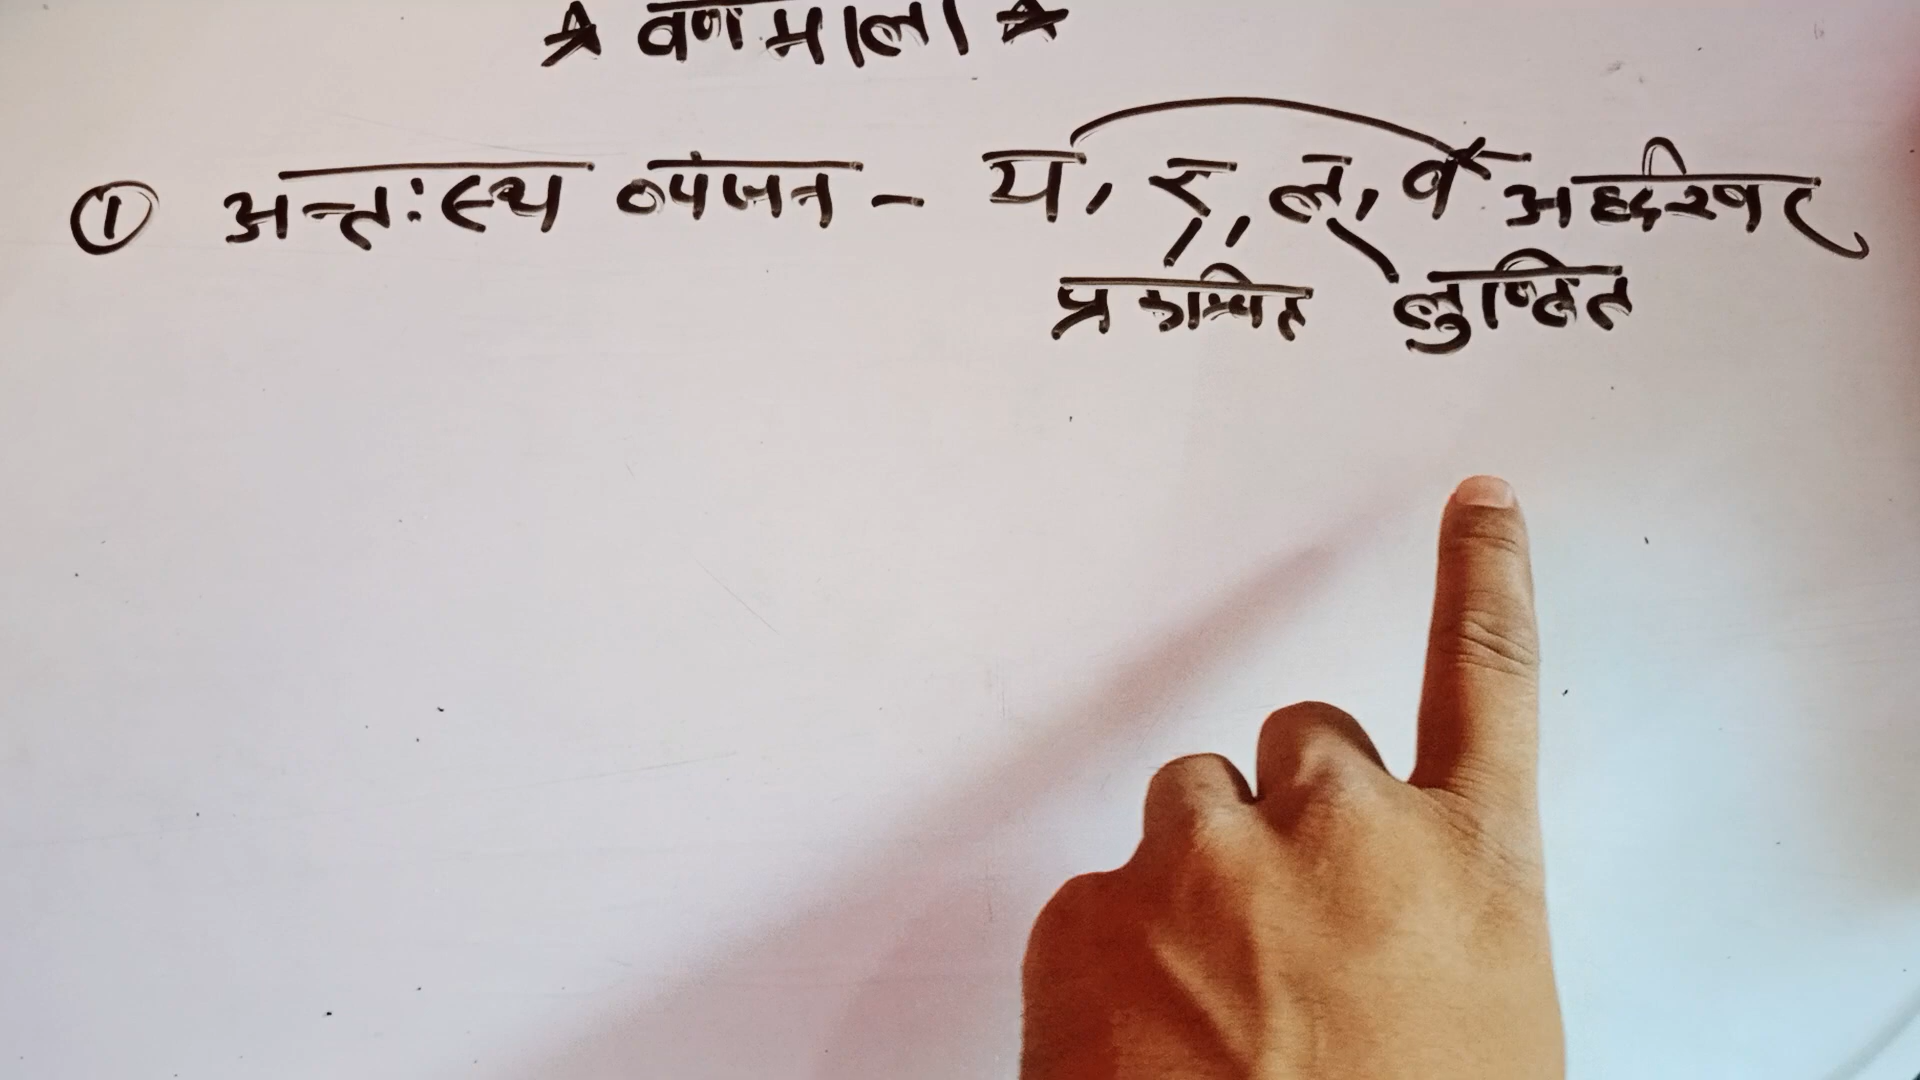 ☆ वर्णमाला ☆
① अन्तःस्थ व्यंजन - य, र, ल, व अर्द्धस्वर
प्रकम्पित लुण्ठित